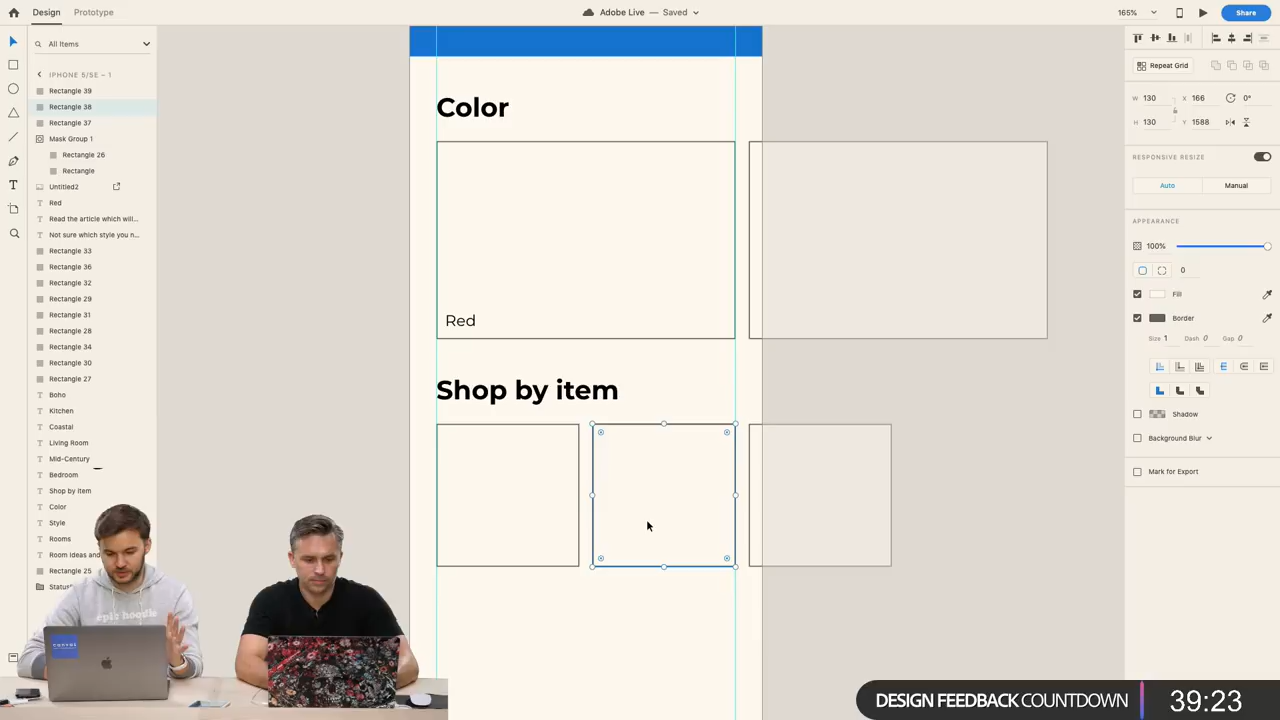 Design
Prototype
Adobe Live — Saved
165%
Share
All Items
IPHONE 5/SE – 1
Rectangle 39
Rectangle 38
Rectangle 37
Mask Group 1
Rectangle 26
Rectangle
Untitled2
Red
Read the article which will...
Not sure which style you n...
Rectangle 33
Rectangle 36
Rectangle 32
Rectangle 29
Rectangle 31
Rectangle 28
Rectangle 34
Rectangle 30
Rectangle 27
Boho
Kitchen
Coastal
Living Room
Mid-Century
Bedroom
Shop by item
Color
Style
Rooms
Room ideas and
Rectangle 25
Status
Color
Red
Shop by item
Repeat Grid
W 130 X 166 0°
H 130 Y 1588
RESPONSIVE RESIZE
Auto Manual
APPEARANCE
100%
0
Fill
Border
Size 1 Dash 0 Gap 0
Shadow
Background Blur
Mark for Export
epic hoodie
canvas
DESIGN FEEDBACK COUNTDOWN 39:23